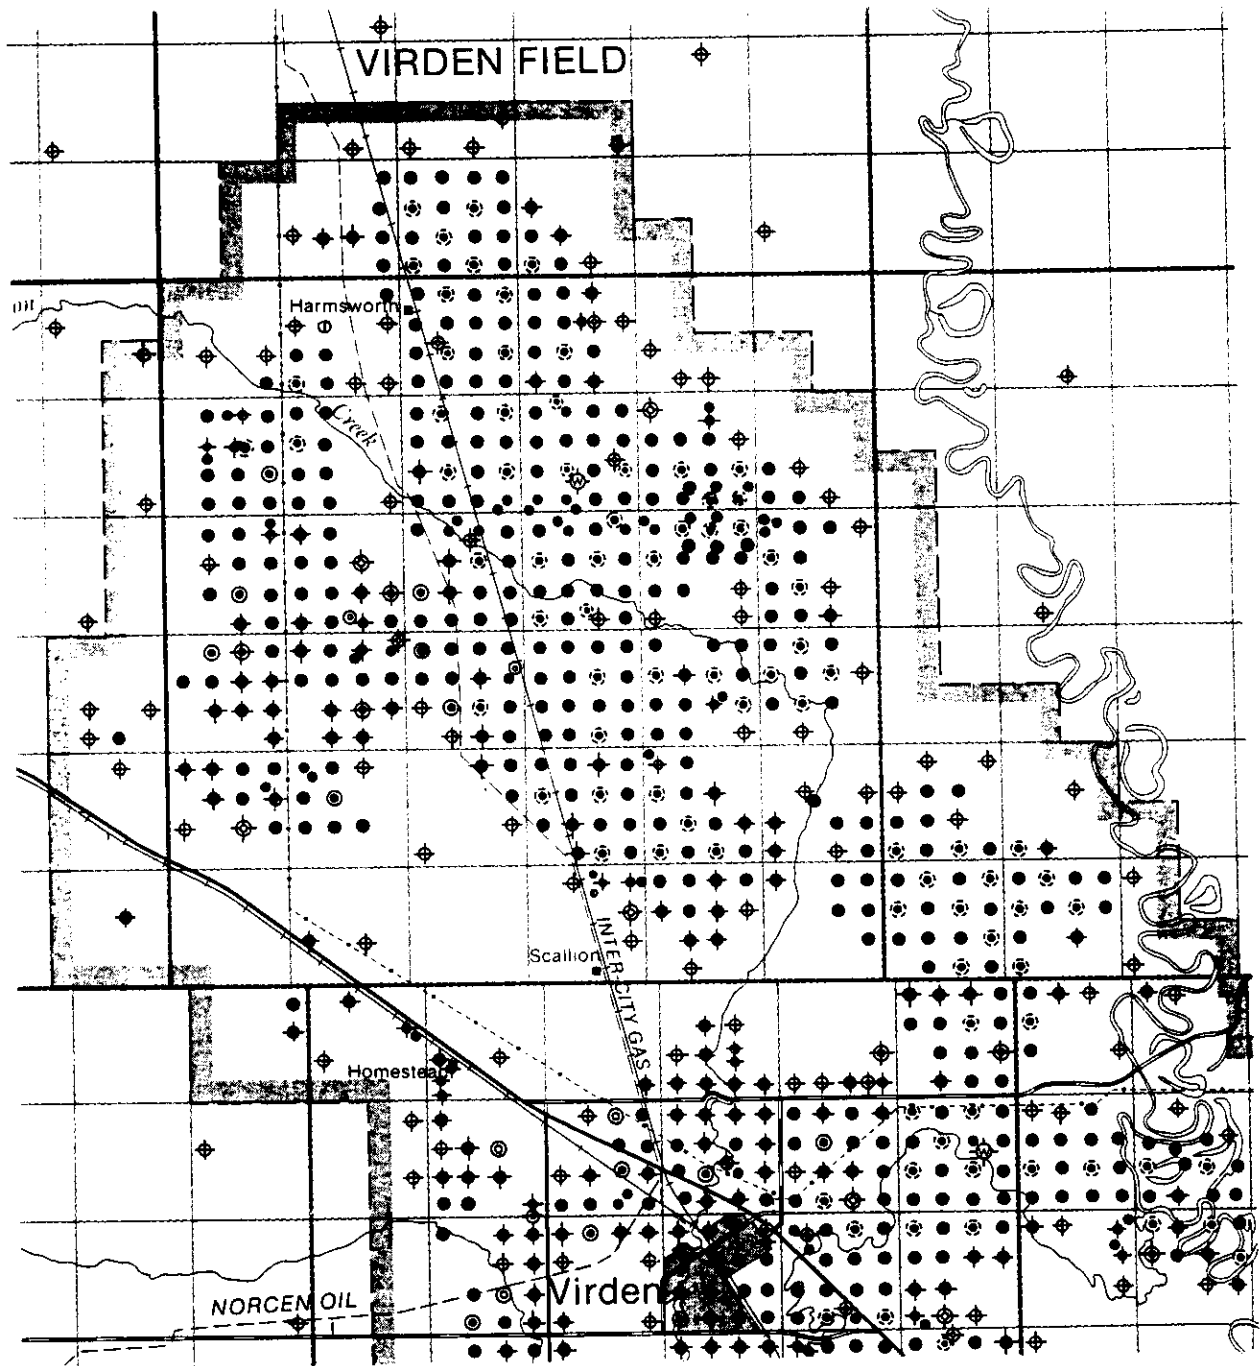 VIRDEN FIELD
Harmsworth
Creek
Scallion
INTER-CITY GAS
Homestead
W
W
NORCEN OIL
Virden